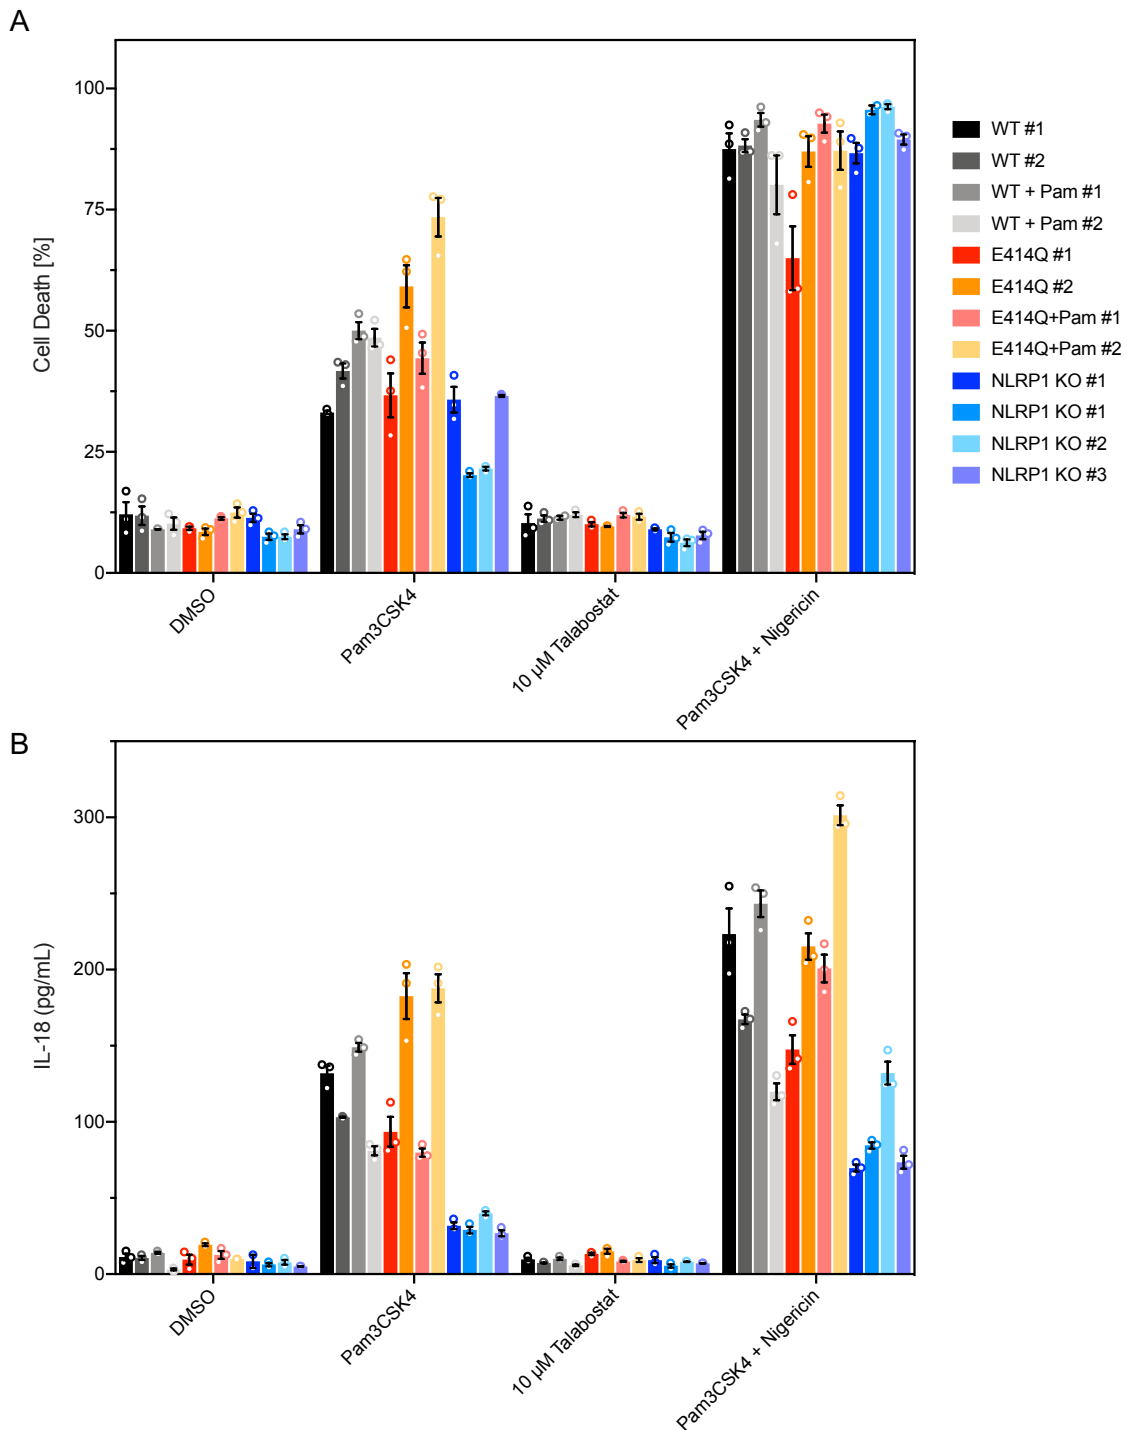 A
Cell Death [%]
100
75
50
25
0
DMSO
Pam3CSK4
10 µM Talabostat
Pam3CSK4 + Nigericin
WT #1
WT #2
WT + Pam #1
WT + Pam #2
E414Q #1
E414Q #2
E414Q+Pam #1
E414Q+Pam #2
NLRP1 KO #1
NLRP1 KO #1
NLRP1 KO #2
NLRP1 KO #3
B
IL-18 (pg/mL)
300
200
100
0
DMSO
Pam3CSK4
10 µM Talabostat
Pam3CSK4 + Nigericin